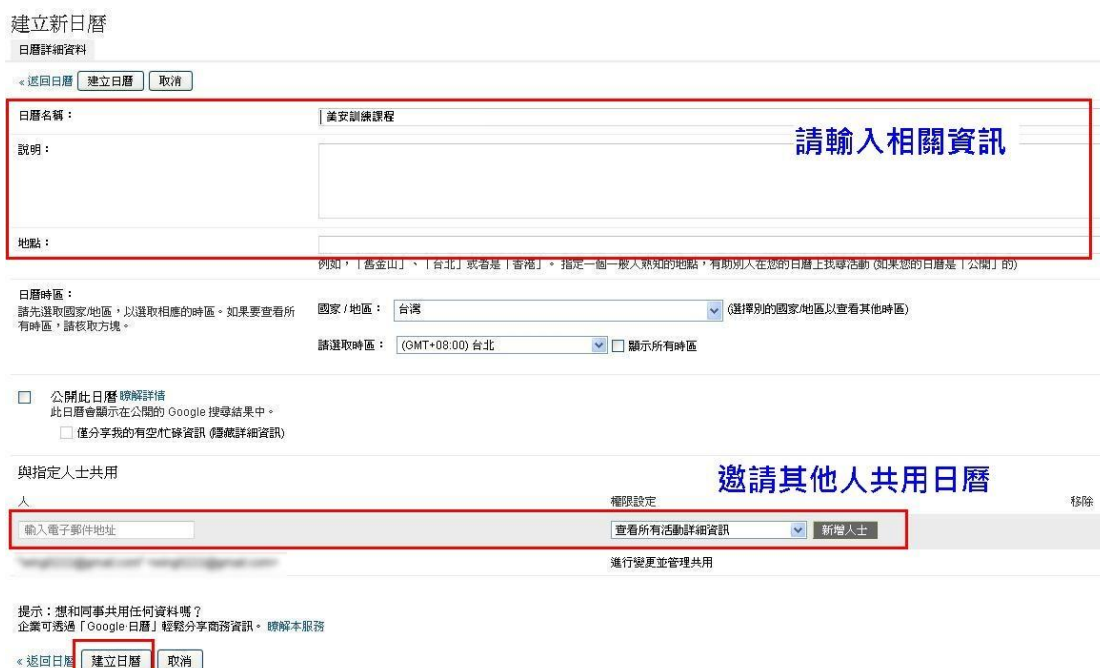 建立新日曆
日曆詳細資料
« 返回日曆 建立日曆 取消
日曆名稱： 美安訓練課程
請輸入相關資訊
說明：
地點：
例如，「舊金山」、「台北」或者是「香港」。 指定一個一般人熟知的地點，有助別人在您的日曆上找尋活動 (如果您的日曆是「公開」的)
日曆時區： 國家 / 地區： 台灣 (選擇別的國家/地區以查看其他時區)
請先選取國家/地區，以選取相應的時區。如果要查看所
有時區，請核取方塊。
請選取時區： (GMT+08:00) 台北 顯示所有時區
公開此日曆 瞭解詳情
此日曆會顯示在公開的 Google 搜尋結果中。
僅分享我的有空/忙碌資訊 (隱藏詳細資訊)
與指定人士共用
邀請其他人共用日曆
人 權限設定 移除
輸入電子郵件地址 查看所有活動詳細資訊 新增人士
進行變更並管理共用
提示：想和同事共用任何資料嗎？
企業可透過「Google 日曆」輕鬆分享商務資訊。 瞭解本服務
« 返回日曆 建立日曆 取消